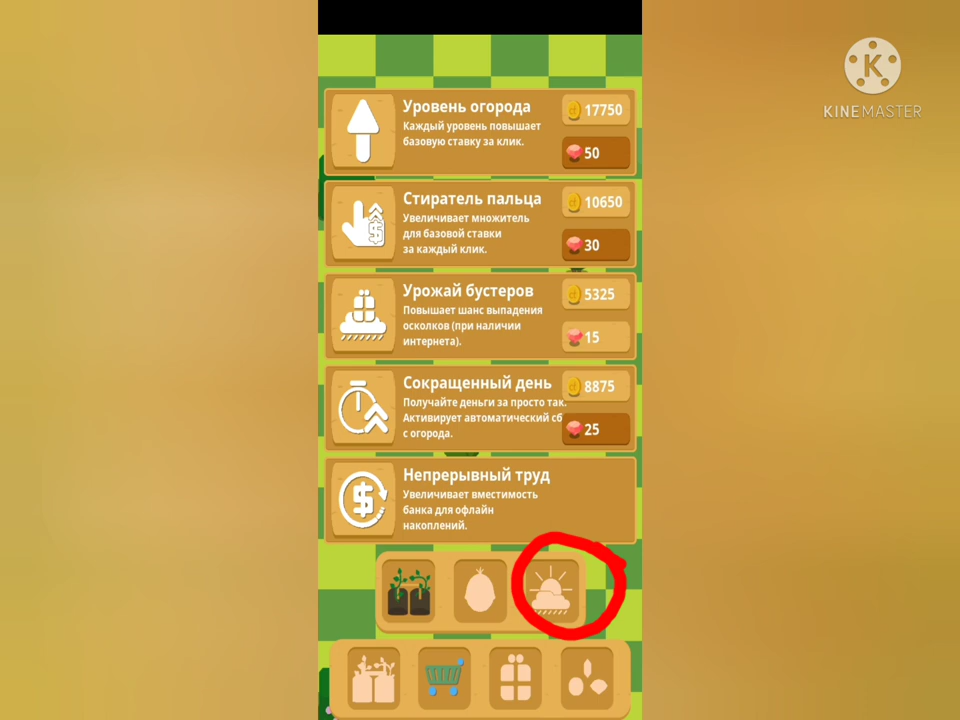 KINEMASTER
Уровень огорода
Каждый уровень повышает
базовую ставку за клик.
17750
50
Стиратель пальца
Увеличивает множитель
для базовой ставки
за каждый клик.
10650
30
Урожай бустеров
Повышает шанс выпадения
осколков (при наличии
интернета).
5325
15
Сокращенный день
Получайте деньги за просто так.
Активирует автоматический сб
с огорода.
8875
25
Непрерывный труд
Увеличивает вместимость
банка для офлайн
накоплений.